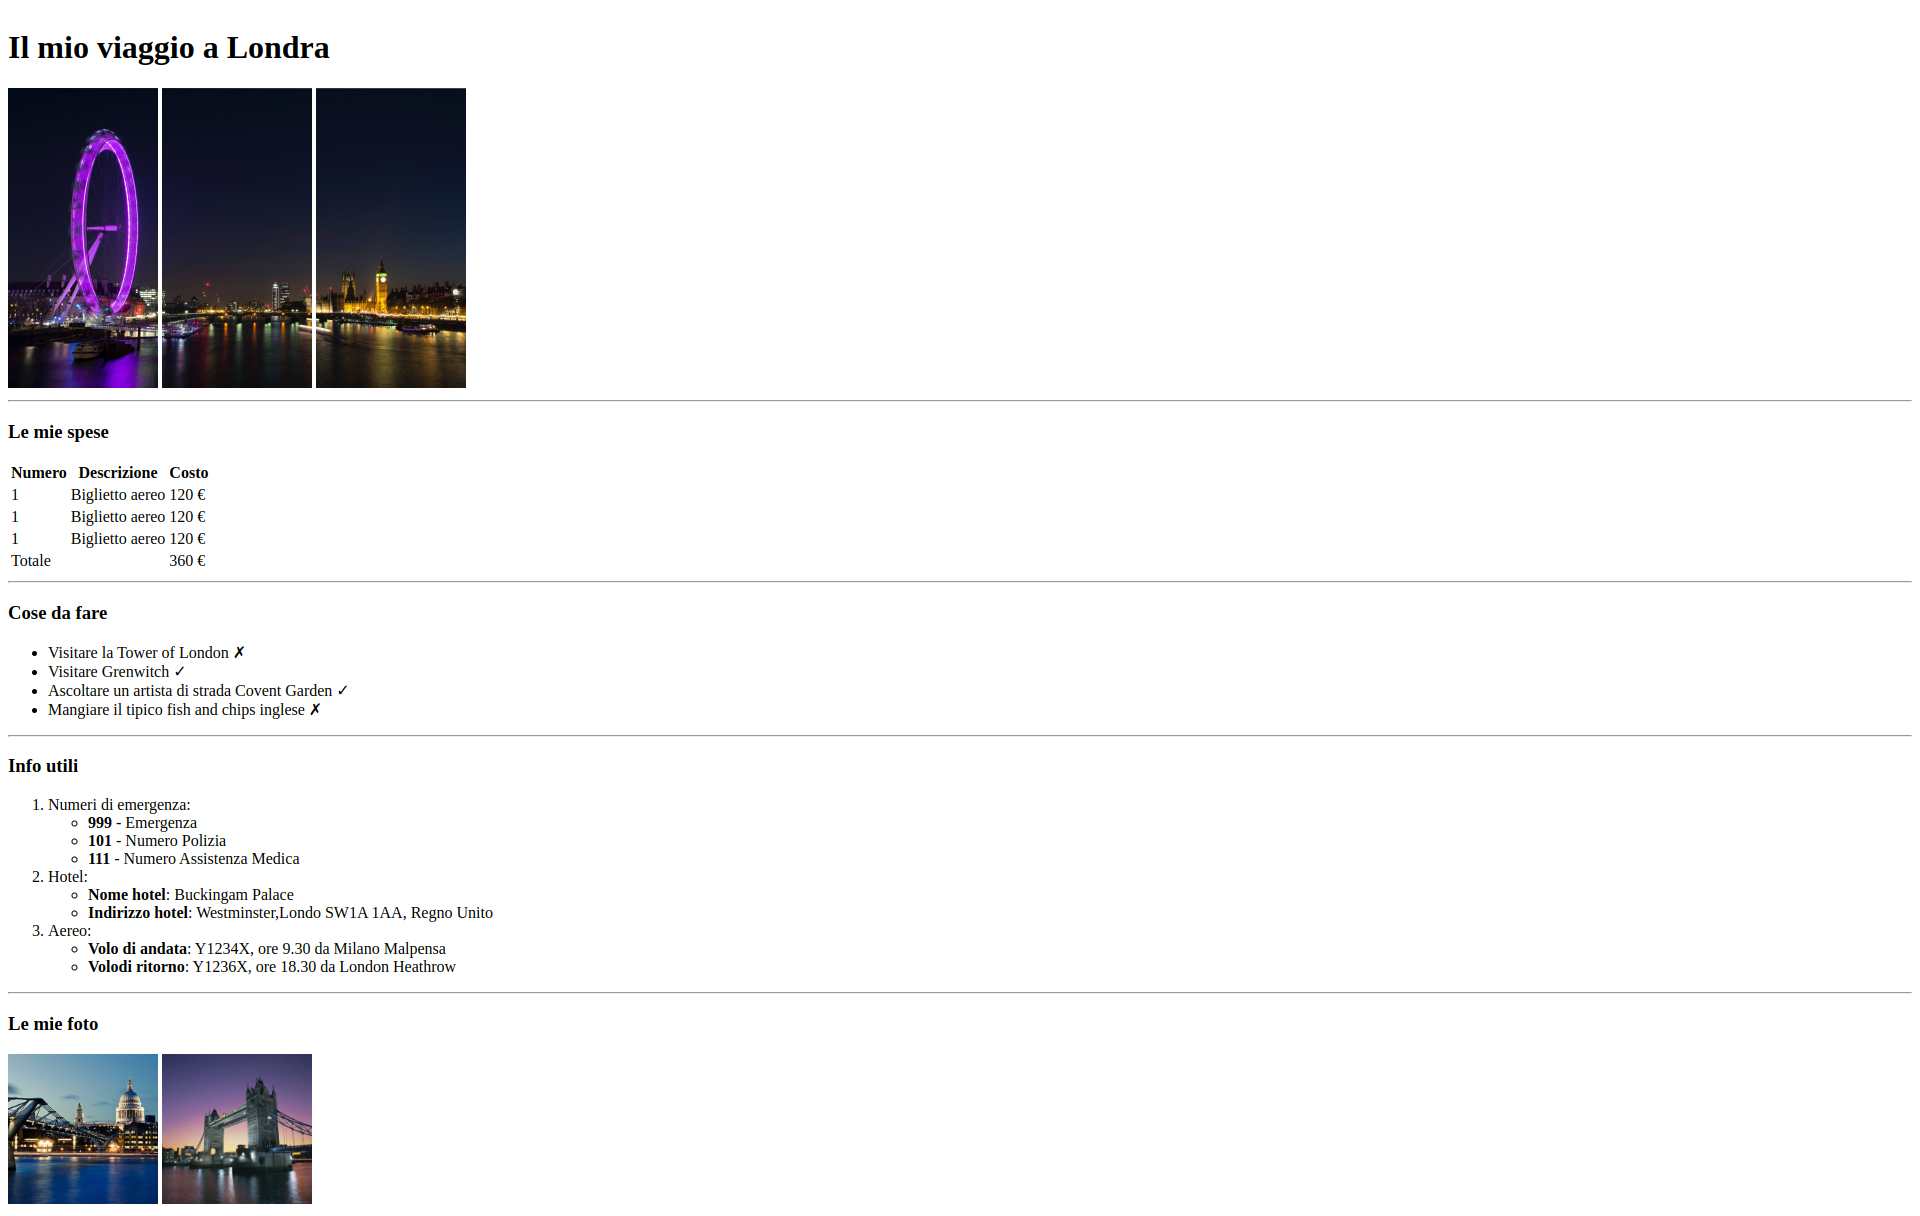 Il mio viaggio a Londra
Le mie spese
Numero Descrizione Costo
1 Biglietto aereo 120 €
1 Biglietto aereo 120 €
1 Biglietto aereo 120 €
Totale 360 €
Cose da fare
• Visitare la Tower of London ✗
• Visitare Grenwitch ✓
• Ascoltare un artista di strada Covent Garden ✓
• Mangiare il tipico fish and chips inglese ✗
Info utili
1. Numeri di emergenza:
◦ 999 - Emergenza
◦ 101 - Numero Polizia
◦ 111 - Numero Assistenza Medica
2. Hotel:
◦ Nome hotel: Buckingam Palace
◦ Indirizzo hotel: Westminster,Londo SW1A 1AA, Regno Unito
3. Aereo:
◦ Volo di andata: Y1234X, ore 9.30 da Milano Malpensa
◦ Volodi ritorno: Y1236X, ore 18.30 da London Heathrow
Le mie foto